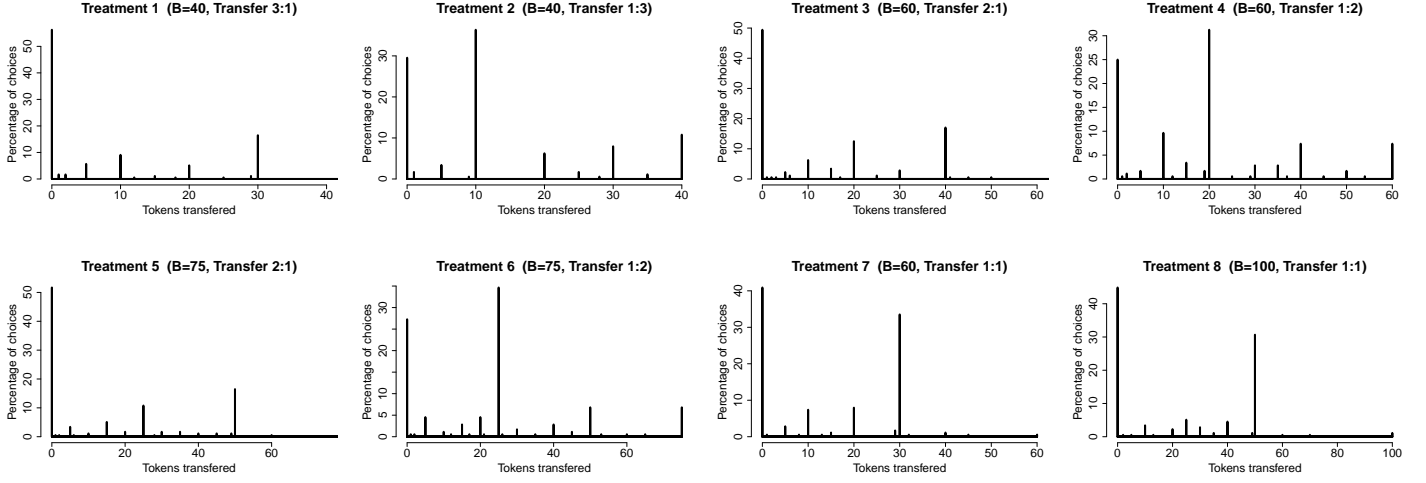 Treatment 1 (B=40, Transfer 3:1)
Percentage of choices
0 10 20 30 40 50
0 10 20 30 40
Tokens transfered
Treatment 2 (B=40, Transfer 1:3)
Percentage of choices
0 10 20 30
0 10 20 30 40
Tokens transfered
Treatment 3 (B=60, Transfer 2:1)
Percentage of choices
0 10 20 30 40 50
0 10 20 30 40 50 60
Tokens transfered
Treatment 4 (B=60, Transfer 1:2)
Percentage of choices
0 5 10 15 20 25 30
0 10 20 30 40 50 60
Tokens transfered
Treatment 5 (B=75, Transfer 2:1)
Percentage of choices
0 10 20 30 40 50
0 20 40 60
Tokens transfered
Treatment 6 (B=75, Transfer 1:2)
Percentage of choices
0 5 10 20 30
0 20 40 60
Tokens transfered
Treatment 7 (B=60, Transfer 1:1)
Percentage of choices
0 10 20 30 40
0 10 20 30 40 50 60
Tokens transfered
Treatment 8 (B=100, Transfer 1:1)
Percentage of choices
0 10 20 30 40
0 20 40 60 80 100
Tokens transfered